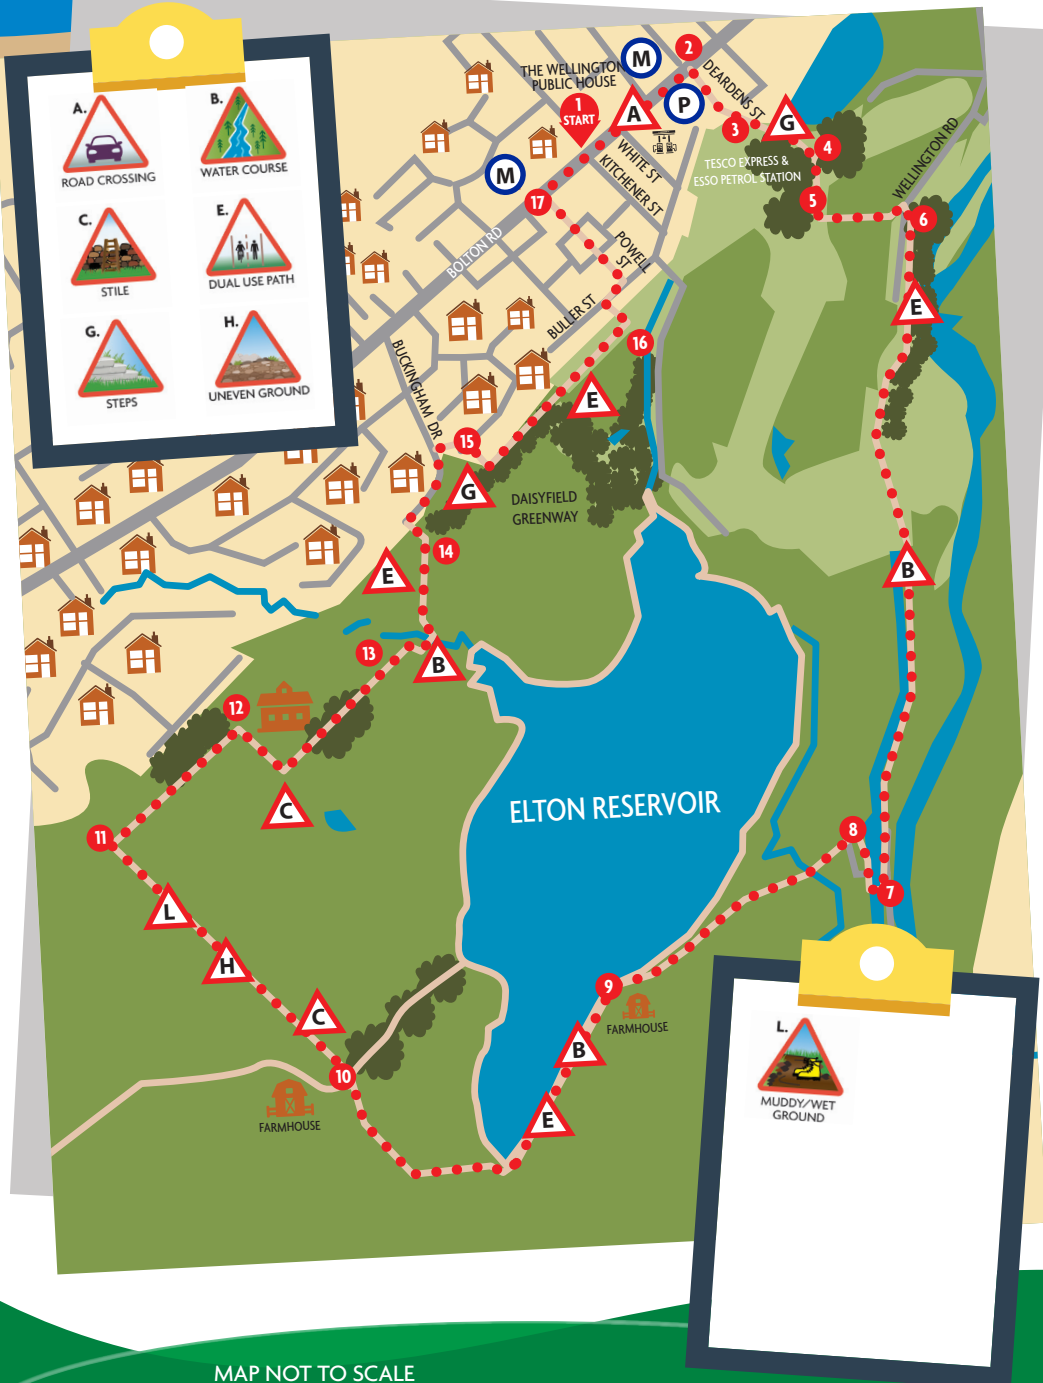 A.
ROAD CROSSING
B.
WATER COURSE
C.
STILE
E.
DUAL USE PATH
G.
STEPS
H.
UNEVEN GROUND
THE WELLINGTON
PUBLIC HOUSE
M
2
1
START
A
P
DEARDENS ST
3
G
4
TESCO EXPRESS &
ESSO PETROL STATION
WHITE ST
KITCHENER ST
M
17
5
WELLINGTON RD
6
BOLTON RD
POWELL
ST
E
BULLER ST
16
BUCKINGHAM DR
E
15
G
DAISYFIELD
GREENWAY
14
E
B
13
B
12
C
ELTON RESERVOIR
11
8
7
L
H
C
9
FARMHOUSE
B
10
FARMHOUSE
E
L.
MUDDY/WET
GROUND
MAP NOT TO SCALE